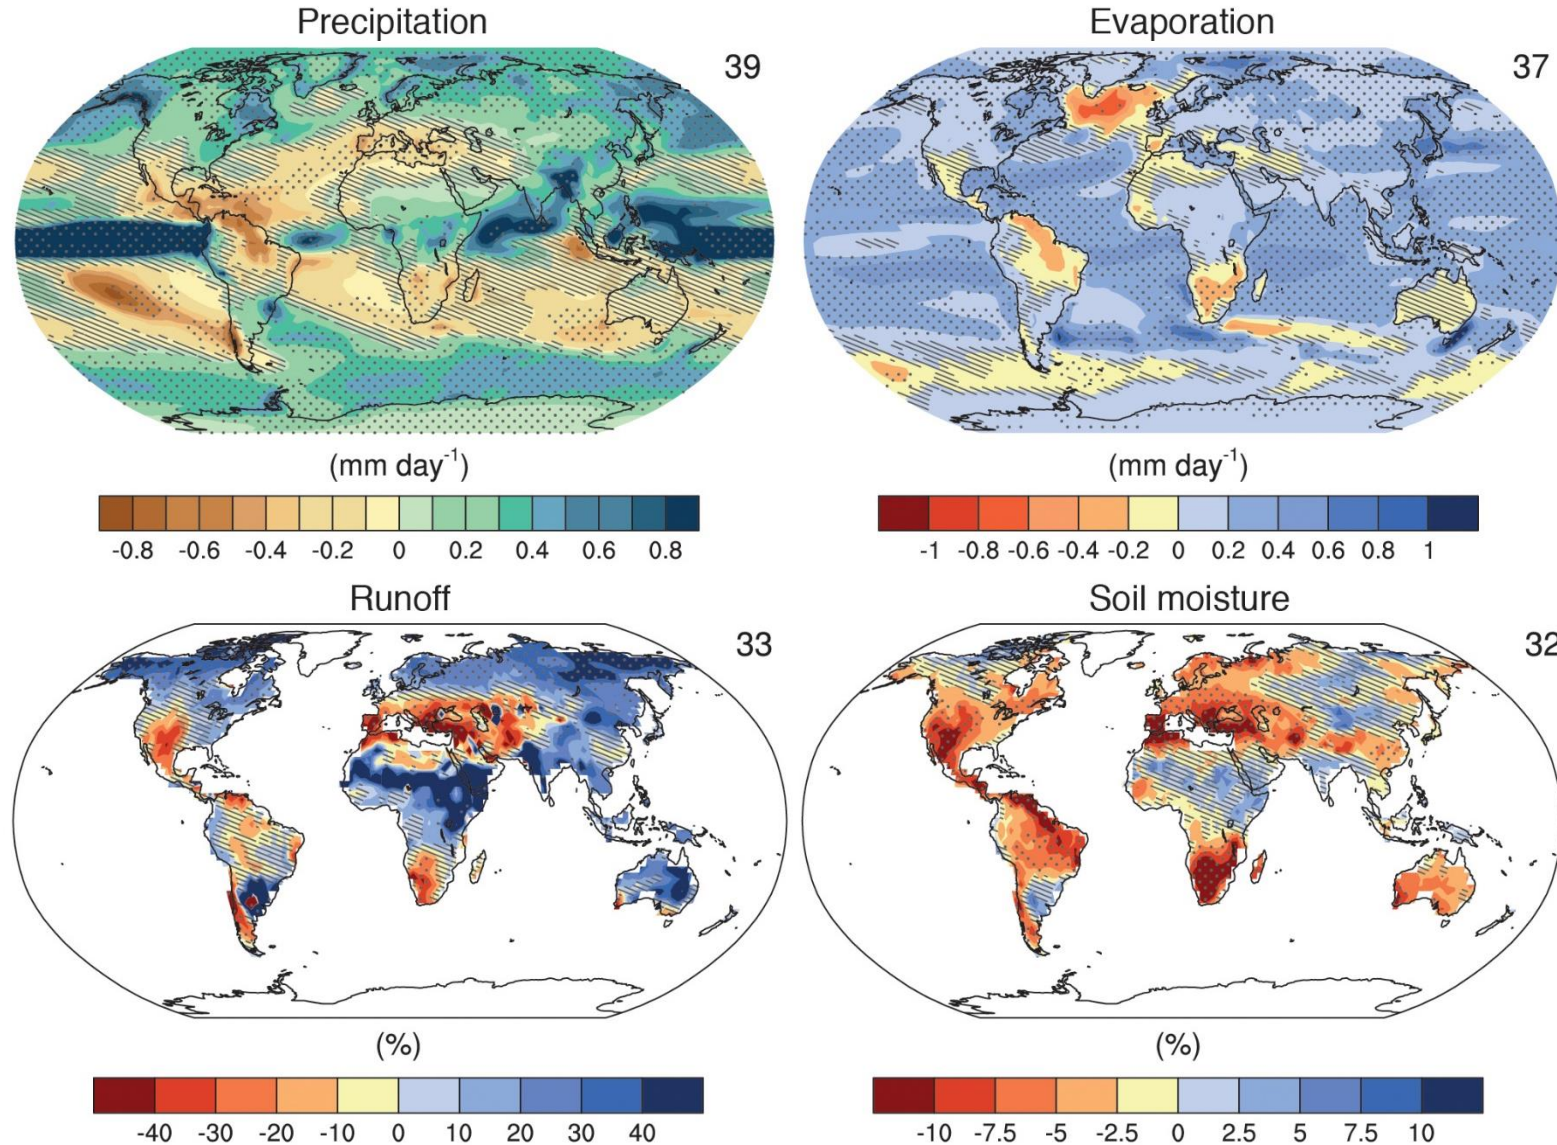 Precipitation
39
(mm day-1)
-0.8 -0.6 -0.4 -0.2 0 0.2 0.4 0.6 0.8
Evaporation
37
(mm day-1)
-1 -0.8 -0.6 -0.4 -0.2 0 0.2 0.4 0.6 0.8 1
Runoff
33
(%)
-40 -30 -20 -10 0 10 20 30 40
Soil moisture
32
(%)
-10 -7.5 -5 -2.5 0 2.5 5 7.5 10